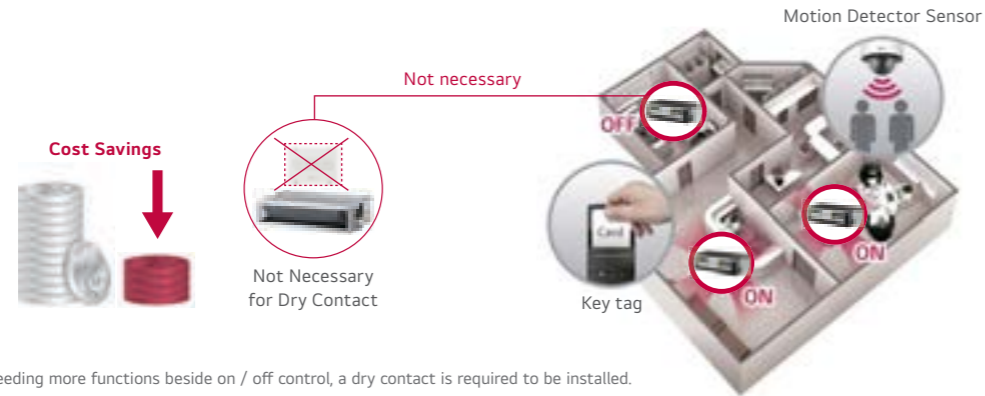 Motion Detector Sensor
Not necessary
OFF
Cost Savings
Card
Not Necessary
for Dry Contact
ON
ON
Key tag
eeding more functions beside on / off control, a dry contact is required to be installed.